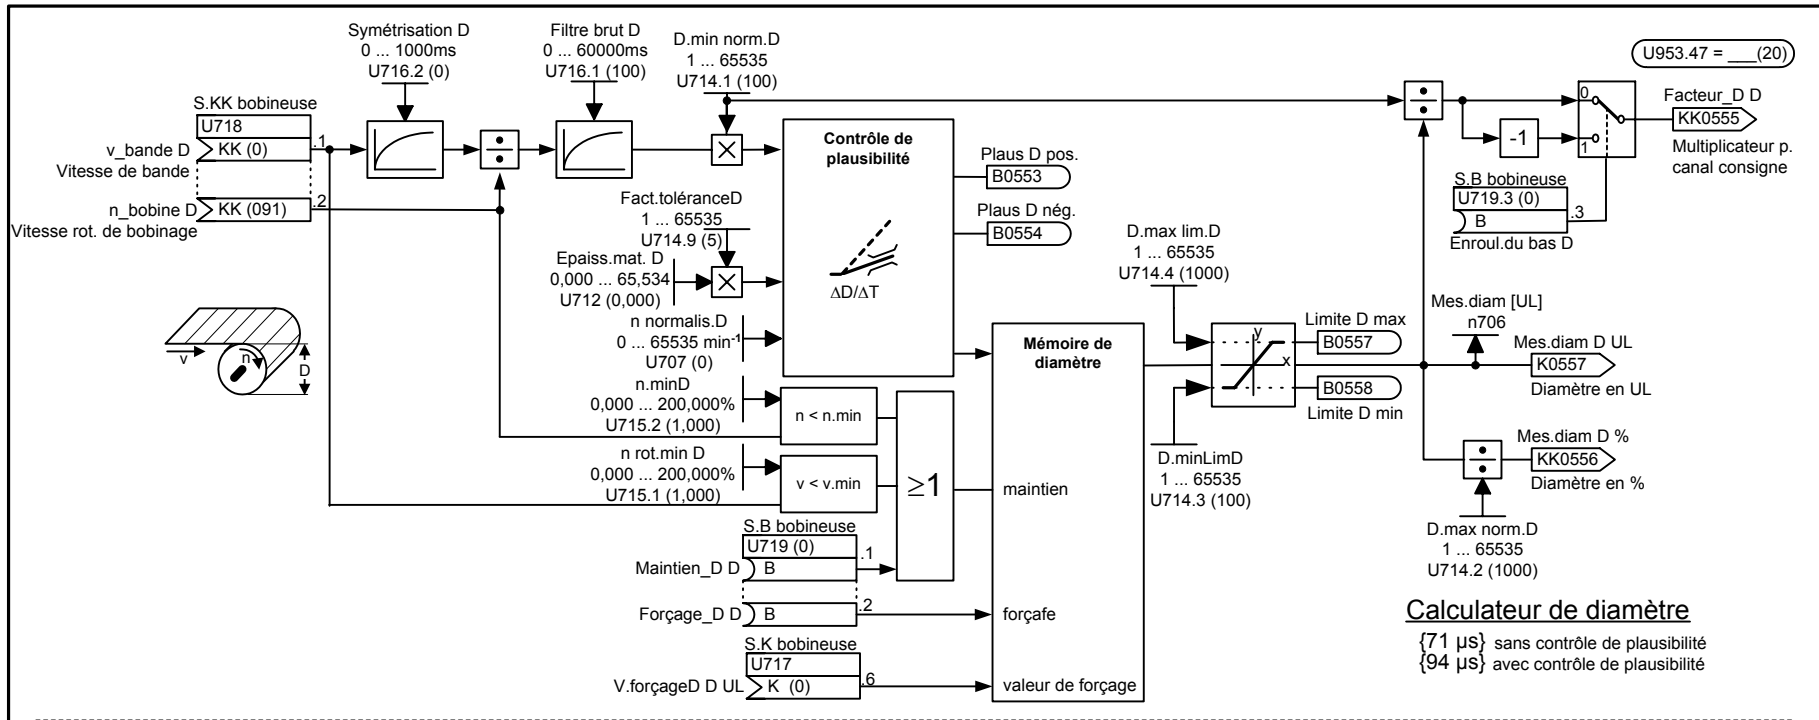 Symétrisation D
0 ... 1000ms
U716.2 (0)
Filtre brut D
0 ... 60000ms
U716.1 (100)
D.min norm.D
1 ... 65535
U714.1 (100)
U953.47 = ___(20)
S.KK bobineuse
U718
KK (0)
.1
v_bande D
Vitesse de bande
KK (091)
.2
n_bobine D
Vitesse rot. de bobinage
Contrôle de
plausibilité
ΔD/ΔT
Plaus D pos.
B0553
Plaus D nég.
B0554
Fact.toléranceD
1 ... 65535
U714.9 (5)
Epaiss.mat. D
0,000 ... 65,534
U712 (0,000)
n normalis.D
0 ... 65535 min-1
U707 (0)
n.minD
0,000 ... 200,000%
U715.2 (1,000)
n < n.min
n rot.min D
0,000 ... 200,000%
U715.1 (1,000)
v < v.min
≥1
S.B bobineuse
U719 (0)
B
.1
Maintien_D D
B
.2
Forçage_D D
S.K bobineuse
U717
K (0)
.6
V.forçageD D UL
Mémoire de
diamètre
maintien
forçafe
valeur de forçage
D.max lim.D
1 ... 65535
U714.4 (1000)
y
x
D.minLimD
1 ... 65535
U714.3 (100)
Limite D max
B0557
B0558
Limite D min
0
1
-1
Facteur_D D
KK0555
Multiplicateur p.
canal consigne
S.B bobineuse
U719.3 (0)
B
.3
Enroul.du bas D
Mes.diam [UL]
n706
Mes.diam D UL
K0557
Diamètre en UL
Mes.diam D %
KK0556
Diamètre en %
D.max norm.D
1 ... 65535
U714.2 (1000)
v
n
D
Calculateur de diamètre
{71 µs} sans contrôle de plausibilité
{94 µs} avec contrôle de plausibilité